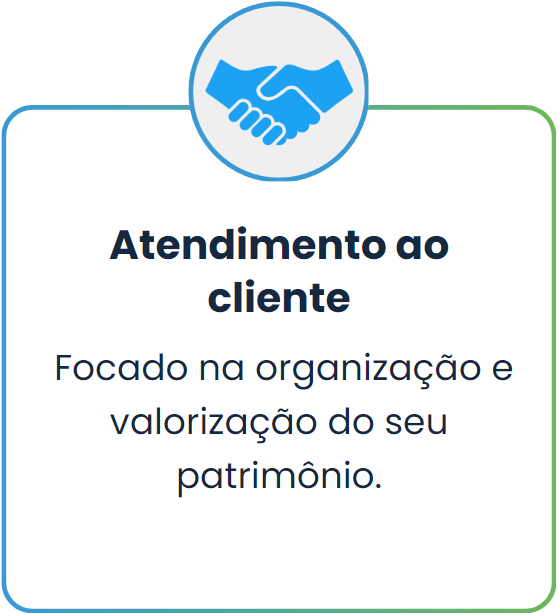 Atendimento ao
cliente
Focado na organização e
valorização do seu
patrimônio.